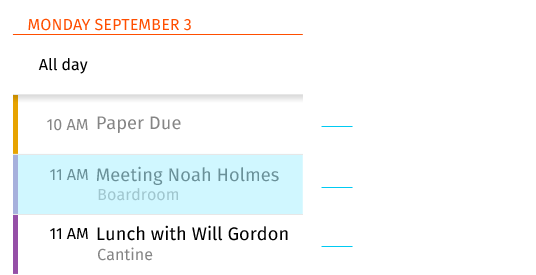 MONDAY SEPTEMBER 3
All day
10 AM Paper Due
11 AM Meeting Noah Holmes
Boardroom
11 AM Lunch with Will Gordon
Cantine